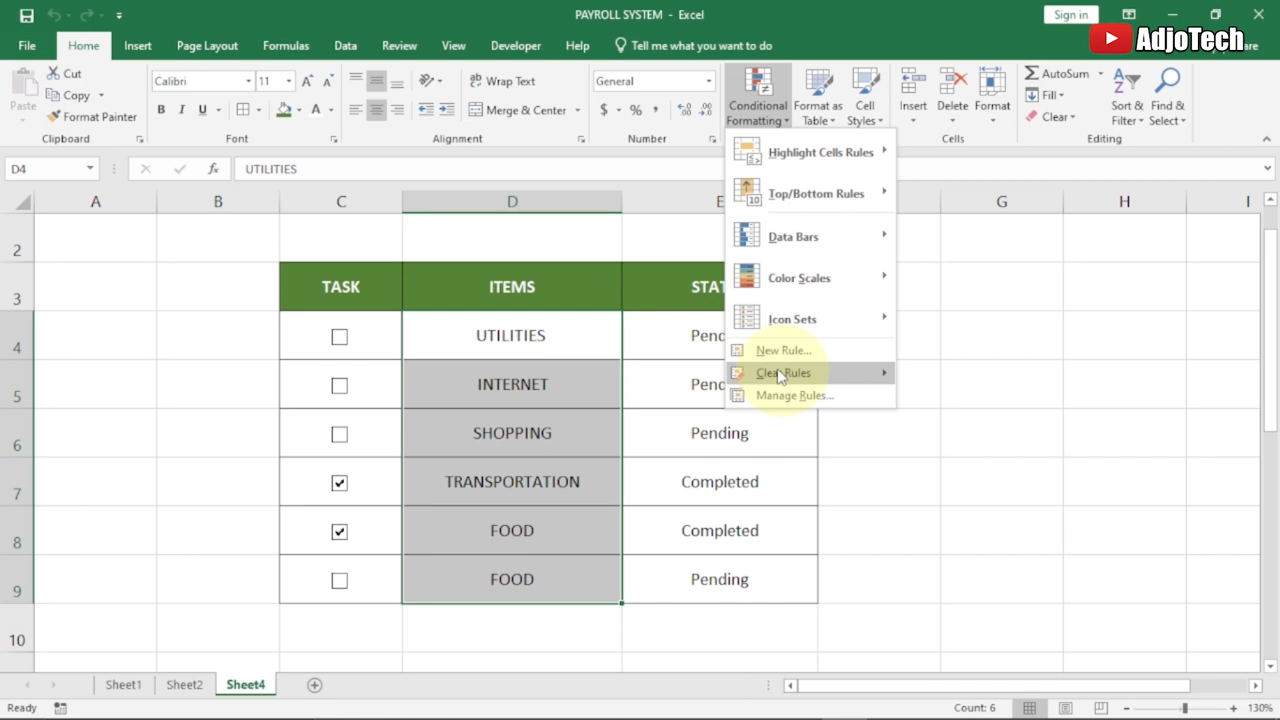 PAYROLL SYSTEM - Excel
Sign in
File Home Insert Page Layout Formulas Data Review View Developer Help Tell me what you want to do
AdjoTech
Cut
Copy
Format Painter
Paste
Clipboard
Calibri 11
B I U A
Font
Wrap Text
Merge & Center
Alignment
General
$ % ,
Number
Conditional Formatting
Format as Table
Cell Styles
Insert Delete Format
Cells
AutoSum
Fill
Clear
Sort & Filter
Find & Select
Editing
D4 fx UTILITIES
Highlight Cells Rules
Top/Bottom Rules
Data Bars
Color Scales
Icon Sets
New Rule...
Clear Rules
Manage Rules...
A B C D E G H I
2
3 TASK ITEMS STAT
4 UTILITIES Pend
5 INTERNET Pend
6 SHOPPING Pending
7 TRANSPORTATION Completed
8 FOOD Completed
9 FOOD Pending
10
Sheet1 Sheet2 Sheet4
Ready Count: 6 130%